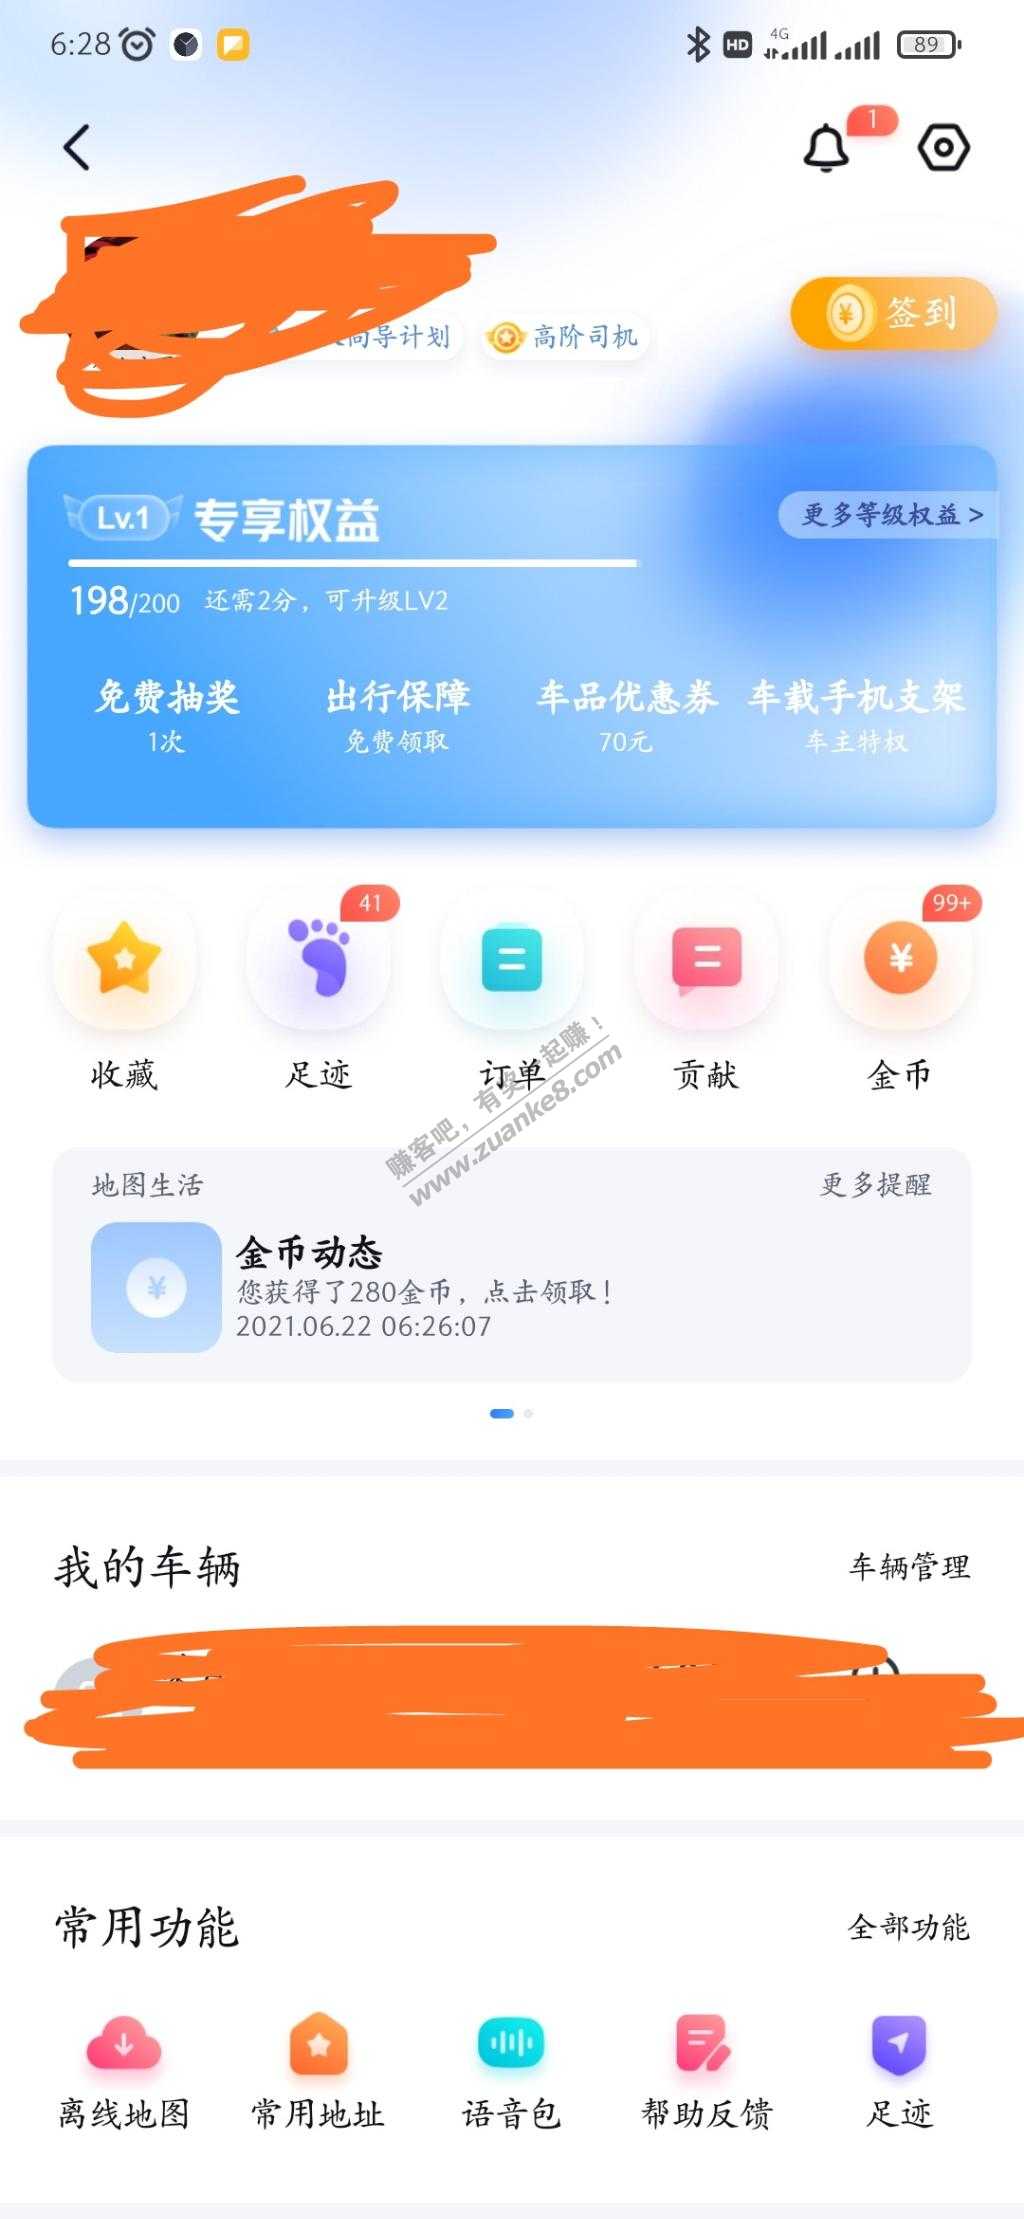 6:28
HD 4G 89
1
向导计划 高阶司机 签到
Lv.1 专享权益 更多等级权益 >
198/200 还需2分，可升级LV2
免费抽奖 出行保障 车品优惠券 车载手机支架
1次 免费领取 70元 车主特权
41 99+
收藏 足迹 订单 贡献 金币
赚客吧，有奖一起赚！
www.zuanke8.com
地图生活 更多提醒
金币动态
您获得了280金币，点击领取！
2021.06.22 06:26:07
我的车辆 车辆管理
常用功能 全部功能
离线地图 常用地址 语音包 帮助反馈 足迹